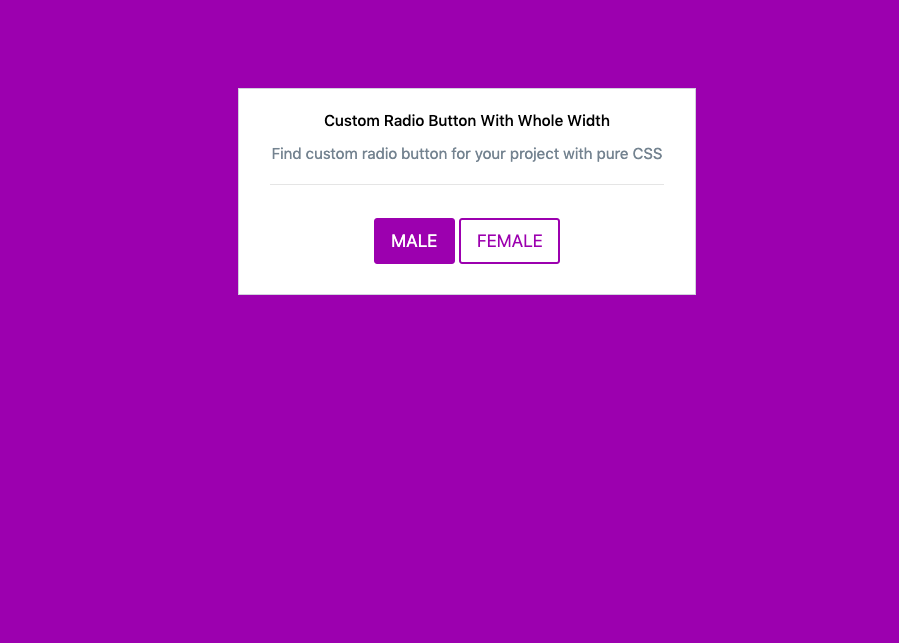 Custom Radio Button With Whole Width
Find custom radio button for your project with pure CSS
MALE FEMALE